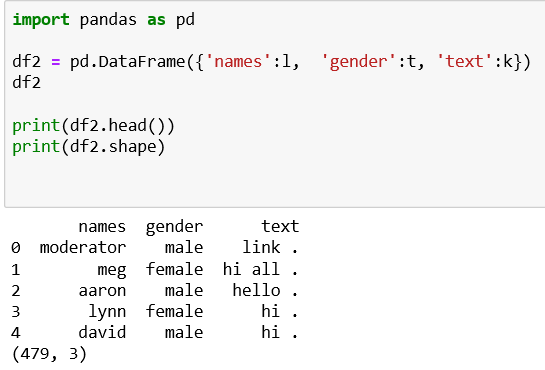 import pandas as pd
df2 = pd.DataFrame({'names':l,  'gender':t, 'text':k})
df2
print(df2.head())
print(df2.shape)
names  gender      text
0  moderator    male    link .
1        meg  female  hi all .
2      aaron    male   hello .
3       lynn  female      hi .
4      david    male      hi .
(479, 3)